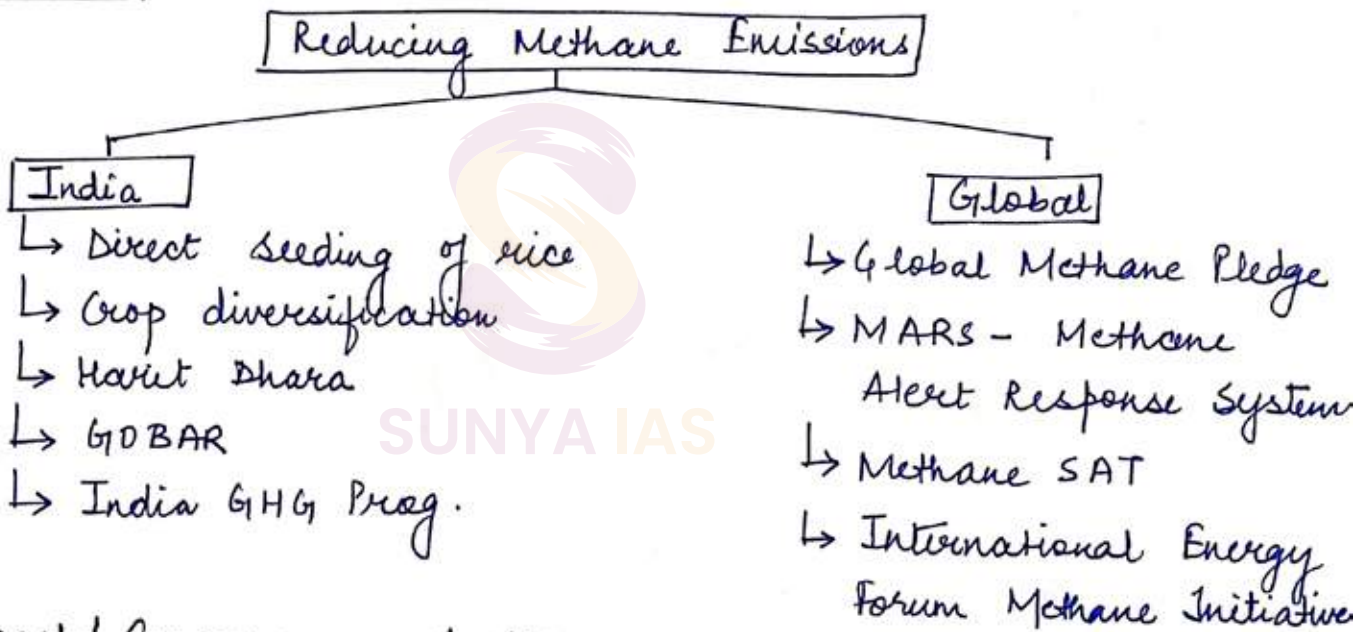 Reducing Methane Emissions
India
↳ Direct seeding of rice
↳ Crop diversification
↳ Harit Dhara
↳ GOBAR
↳ India GHG Prog.
Global
↳ Global Methane Pledge
↳ MARS - Methane
Alert Response System
↳ Methane SAT
↳ International Energy
Forum Methane Initiative
SUNYA IAS